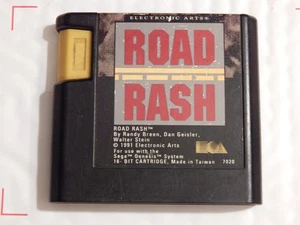 ELECTRONIC ARTS®
ROAD
RASH
ROAD RASH™
By Randy Breen, Dan Geisler,
Walter Stein
© 1991 Electronic Arts
For use with the
Sega™ Genesis™ System
16-BIT CARTRIDGE, Made in Taiwan 7020